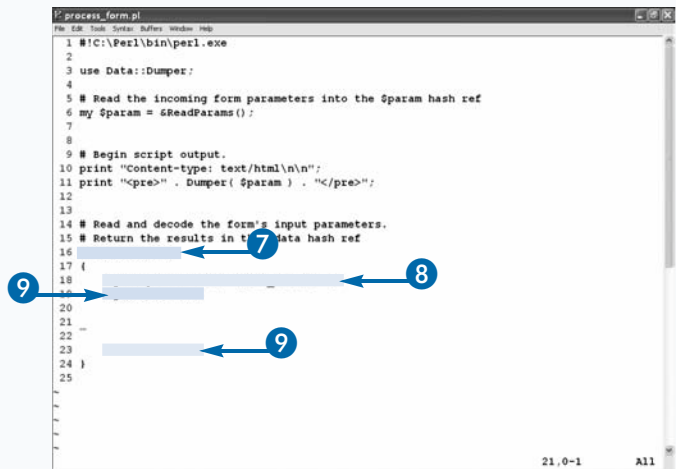 process_form.pl
File Edit Tools Syntax Buffers Window Help
1 #!C:\Perl\bin\perl.exe
2
3 use Data::Dumper;
4
5 # Read the incoming form parameters into the $param hash ref
6 my $param = &ReadParams();
7
8
9 # Begin script output.
10 print "Content-type: text/html\n\n";
11 print "<pre>" . Dumper( $param ) . "</pre>";
12
13
14 # Read and decode the form's input parameters.
15 # Return the results in the data hash ref
16
7
17 {
18
8
9
20
21 _
22
23
9
24 }
25
~
~
~
~
~
21,0-1 All